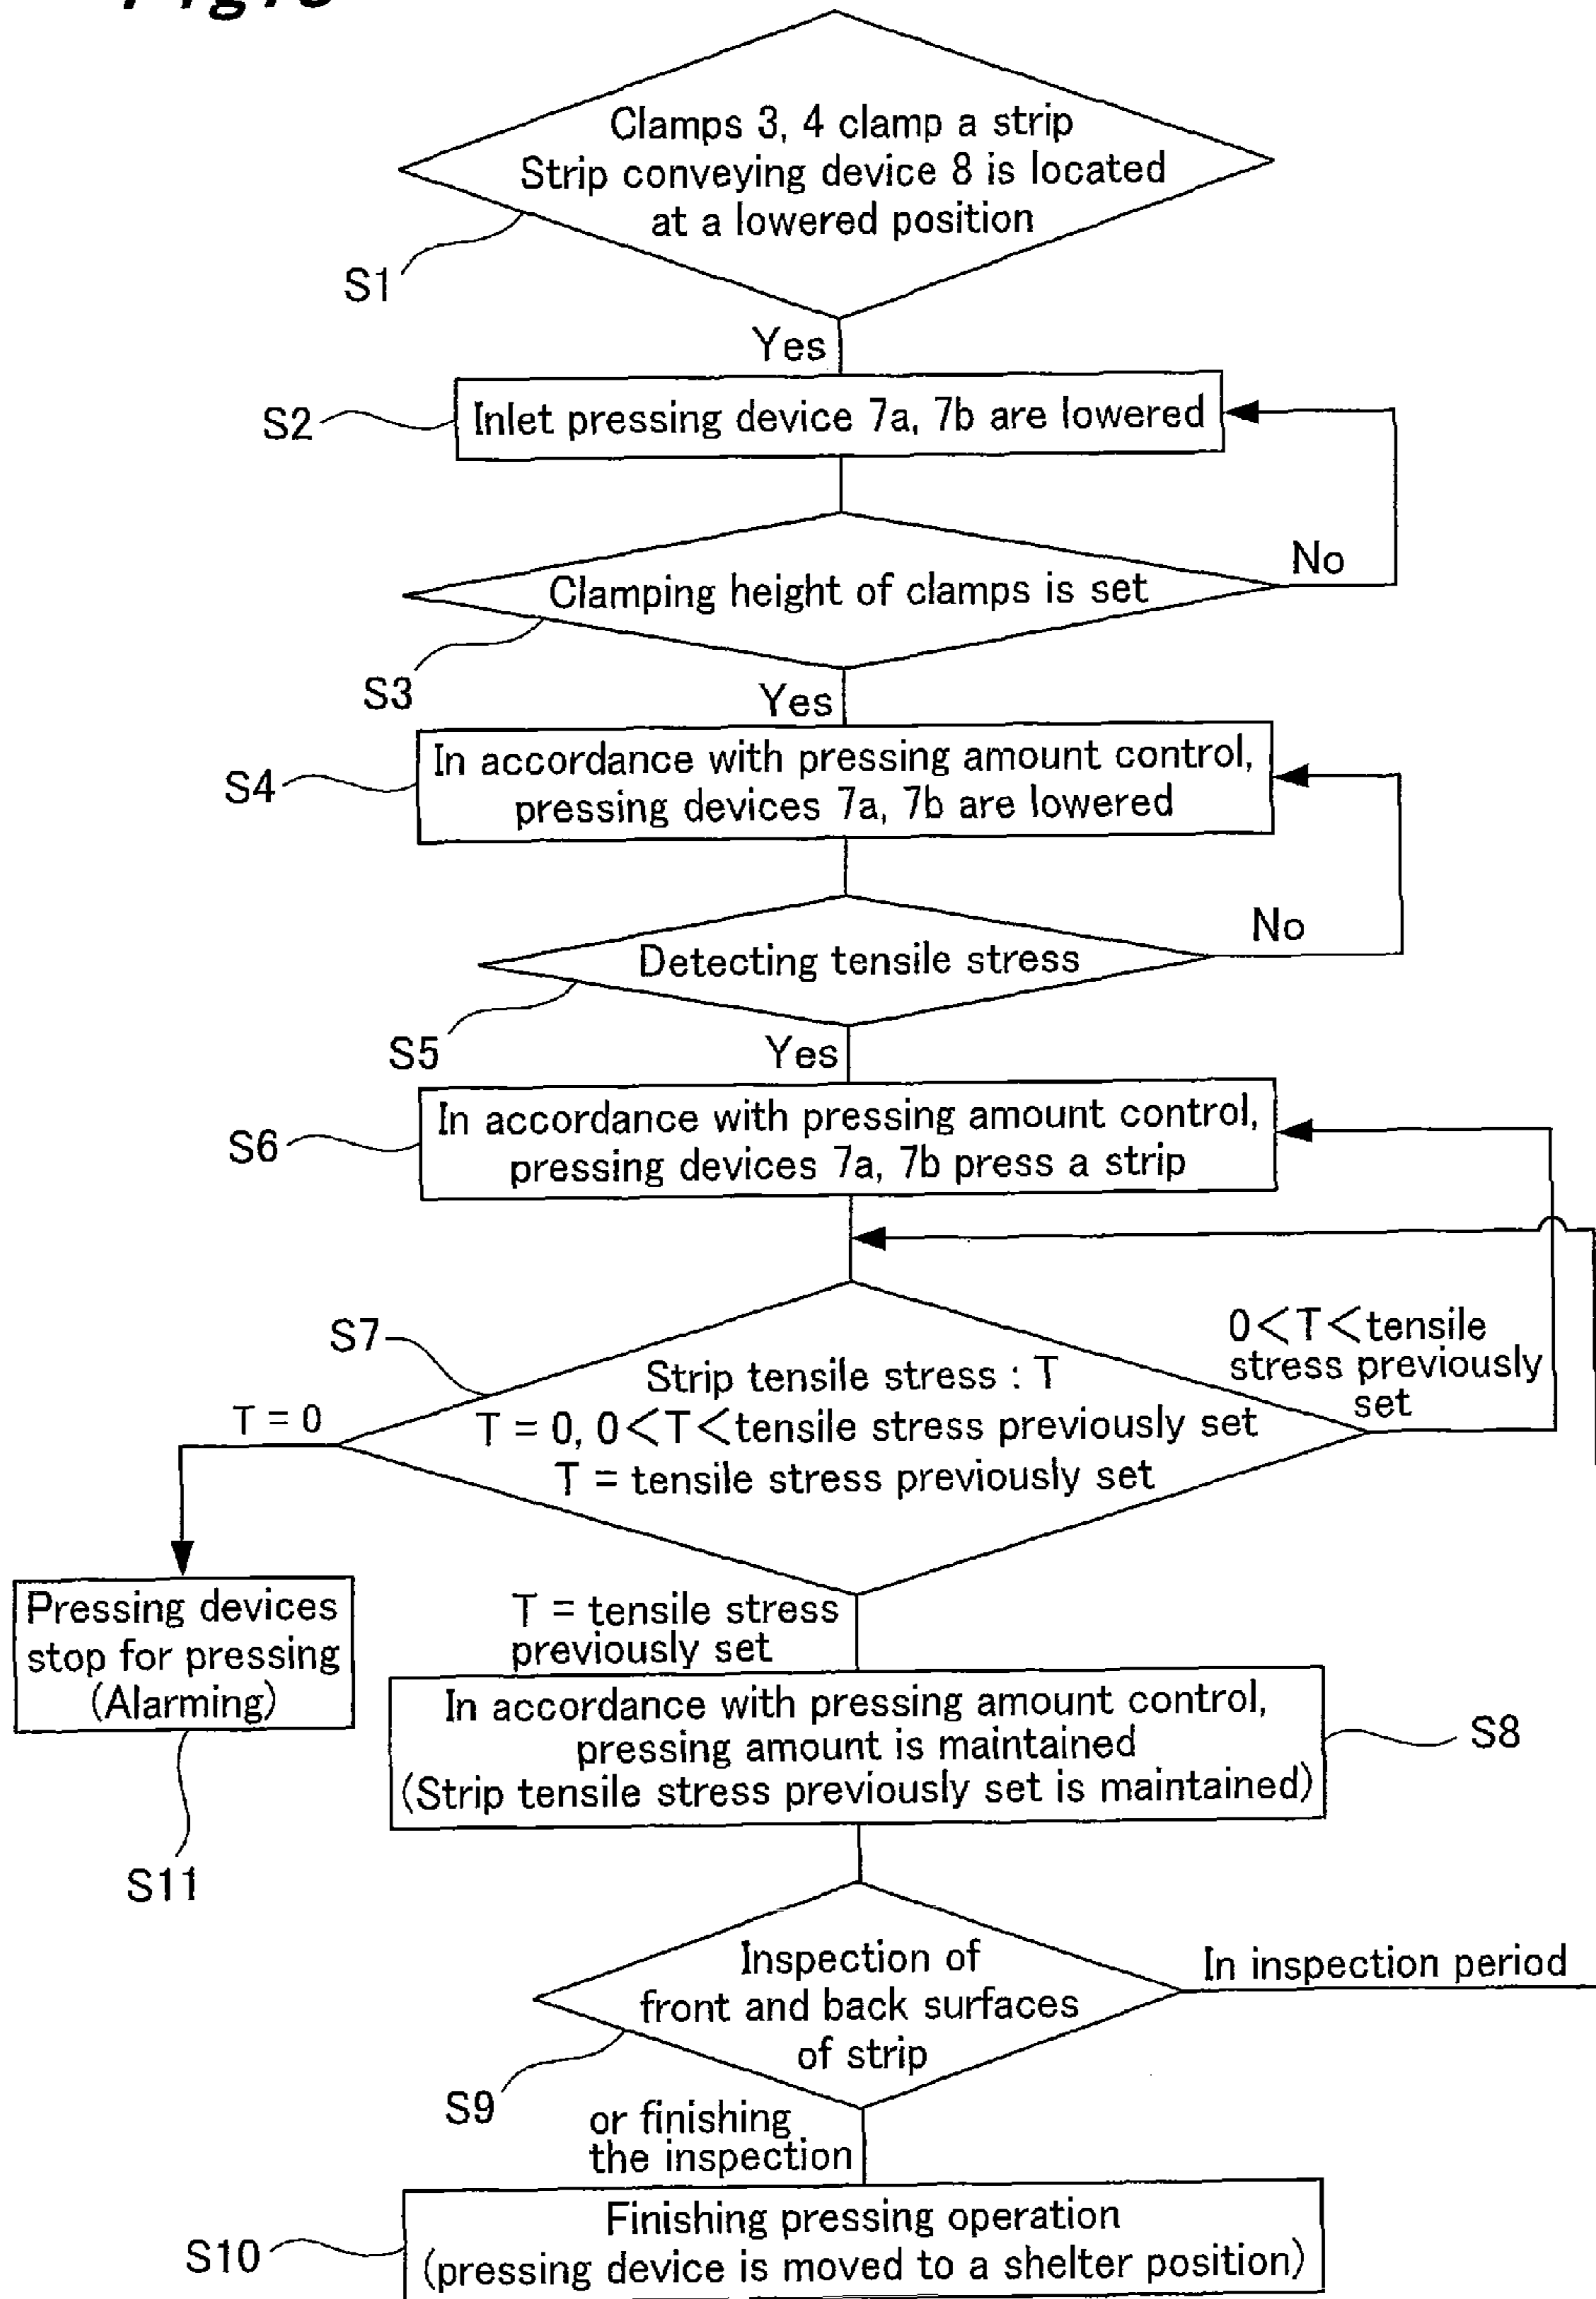 Clamps 3, 4 clamp a strip
Strip conveying device 8 is located
at a lowered position
S1
Yes
S2
Inlet pressing device 7a, 7b are lowered
No
Clamping height of clamps is set
S3
Yes
S4
In accordance with pressing amount control,
pressing devices 7a, 7b are lowered
No
Detecting tensile stress
S5
Yes
S6
In accordance with pressing amount control,
pressing devices 7a, 7b press a strip
S7
0<T<tensile
stress previously
set
Strip tensile stress : T
T = 0, 0<T<tensile stress previously set
T = tensile stress previously set
T = 0
Pressing devices
stop for pressing
(Alarming)
S11
T = tensile stress
previously set
In accordance with pressing amount control,
pressing amount is maintained
(Strip tensile stress previously set is maintained)
S8
Inspection of
front and back surfaces
of strip
In inspection period
S9
or finishing
the inspection
S10
Finishing pressing operation
(pressing device is moved to a shelter position)